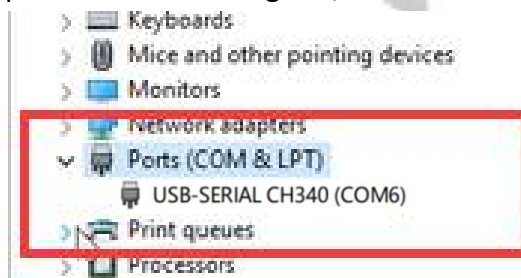 Keyboards
Mice and other pointing devices
Monitors
Network adapters
Ports (COM & LPT)
USB-SERIAL CH340 (COM6)
Print queues
Processors